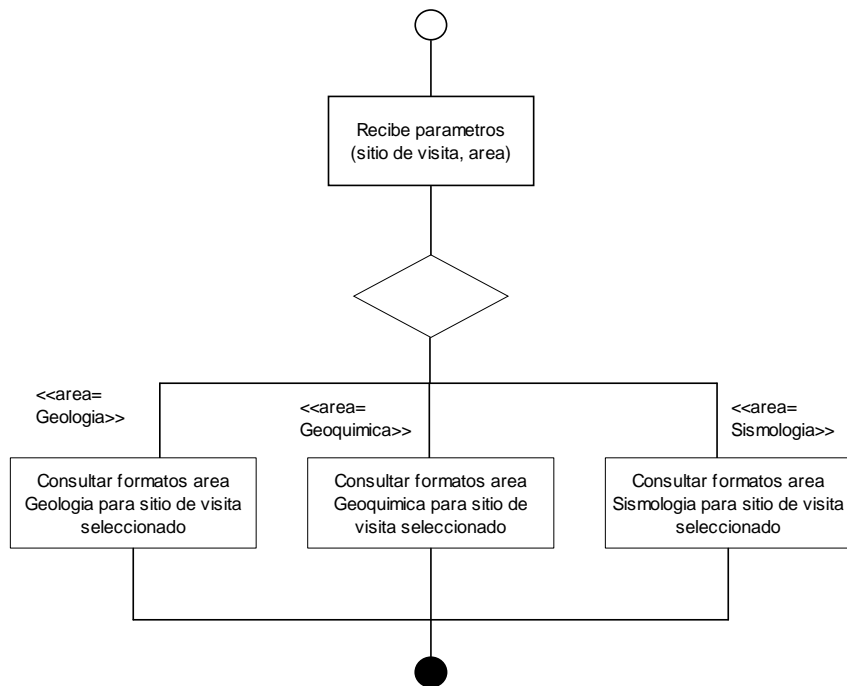 Recibe parametros
(sitio de visita, area)
<<area=
Geologia>>
<<area=
Geoquimica>>
<<area=
Sismologia>>
Consultar formatos area
Geologia para sitio de visita
seleccionado
Consultar formatos area
Geoquimica para sitio de
visita seleccionado
Consultar formatos area
Sismologia para sitio de visita
seleccionado